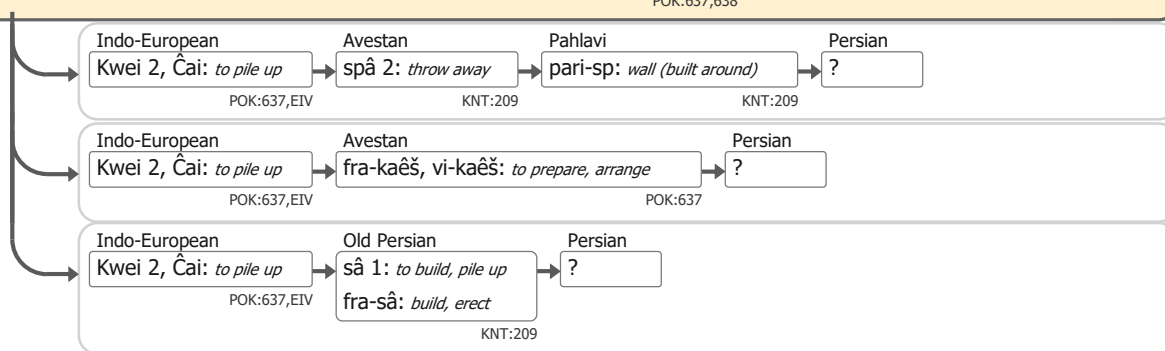 POK:637,638
Indo-European Avestan Pahlavi Persian
Kwei 2, Ĉai: to pile up spâ 2: throw away pari-sp: wall (built around) ?
POK:637,EIV KNT:209 KNT:209
Indo-European Avestan Persian
Kwei 2, Ĉai: to pile up fra-kaêš, vi-kaêš: to prepare, arrange ?
POK:637,EIV POK:637
Indo-European Old Persian Persian
Kwei 2, Ĉai: to pile up sâ 1: to build, pile up ?
POK:637,EIV fra-sâ: build, erect
KNT:209